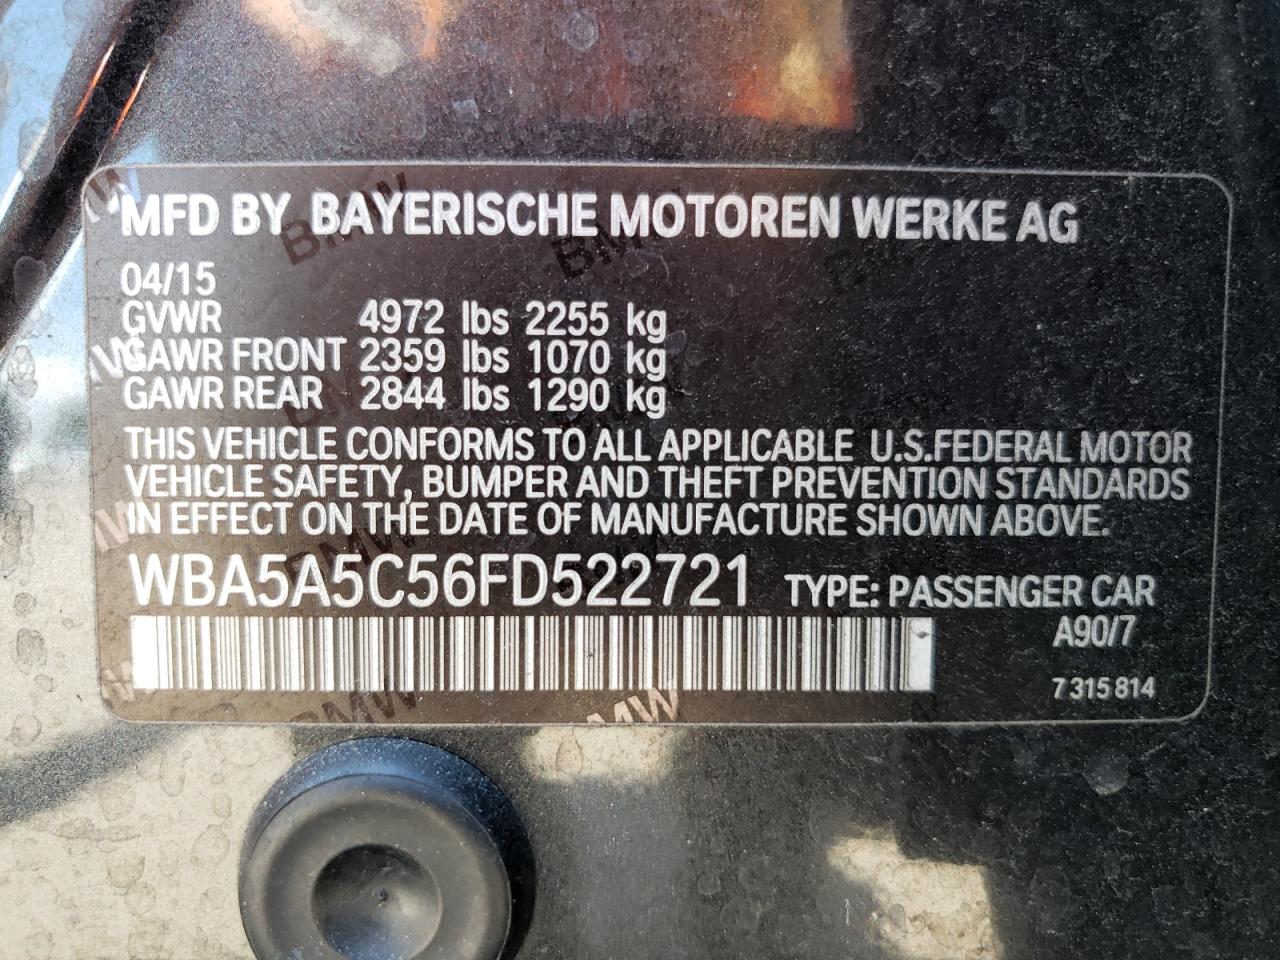 MFD BY BAYERISCHE MOTOREN WERKE AG
04/15
GVWR 4972 lbs 2255 kg
GAWR FRONT 2359 lbs 1070 kg
GAWR REAR 2844 lbs 1290 kg
THIS VEHICLE CONFORMS TO ALL APPLICABLE U.S.FEDERAL MOTOR
VEHICLE SAFETY, BUMPER AND THEFT PREVENTION STANDARDS
IN EFFECT ON THE DATE OF MANUFACTURE SHOWN ABOVE.
WBA5A5C56FD522721 TYPE: PASSENGER CAR
A90/7
7 315 814